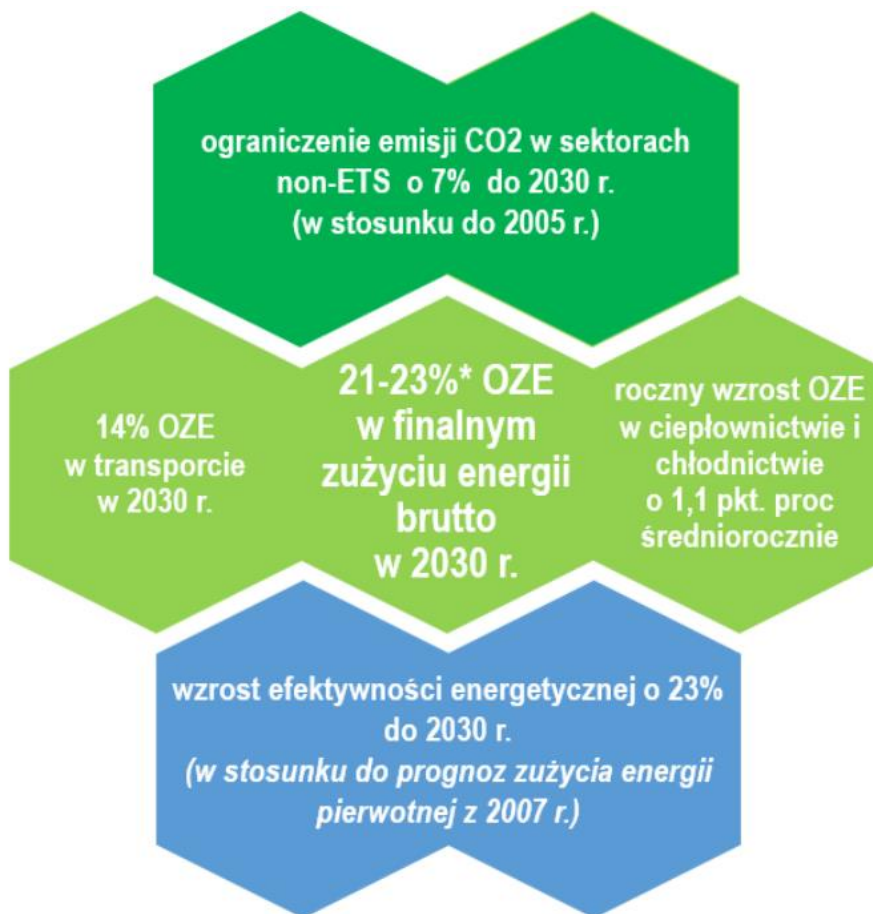 ograniczenie emisji CO2 w sektorach
non-ETS o 7% do 2030 r.
(w stosunku do 2005 r.)
14% OZE
w transporcie
w 2030 r.
21-23%* OZE
w finalnym
zużyciu energii
brutto
w 2030 r.
roczny wzrost OZE
w ciepłownictwie i
chłodnictwie
o 1,1 pkt. proc
średniorocznie
wzrost efektywności energetycznej o 23%
do 2030 r.
(w stosunku do prognoz zużycia energii
pierwotnej z 2007 r.)